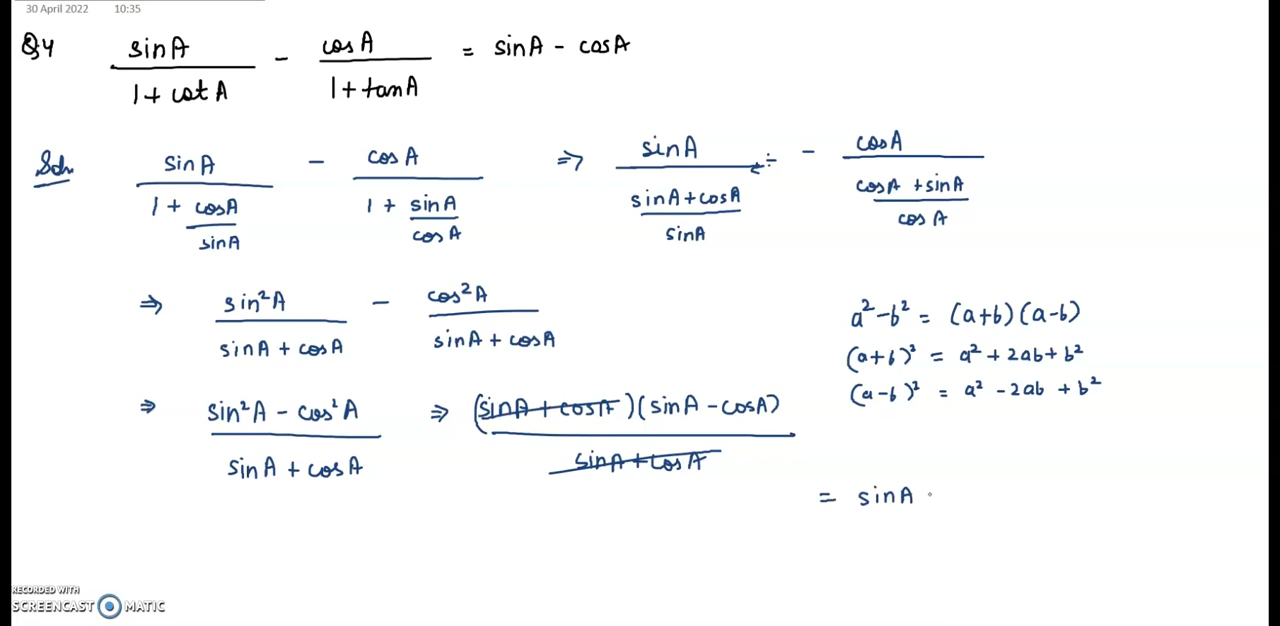 30 April 2022 10:35
Q4 sinA / 1 + cot A - cosA / 1 + tanA = sinA - cosA
Soln sinA / 1 + cosA / sinA - cosA / 1 + sinA / cosA ⇒ sinA / sinA + cosA / sinA ÷ - cosA / cosA + sinA / cosA
⇒ sin²A / sinA + cosA - cos²A / sinA + cosA
a² - b² = (a+b)(a-b)
(a+b)² = a² + 2ab + b²
(a-b)² = a² - 2ab + b²
⇒ sin²A - cos²A / sinA + cosA ⇒ (sinA + cosA)(sinA - cosA) / sinA + cosA
= sinA
RECORDED WITH
SCREENCAST MATIC